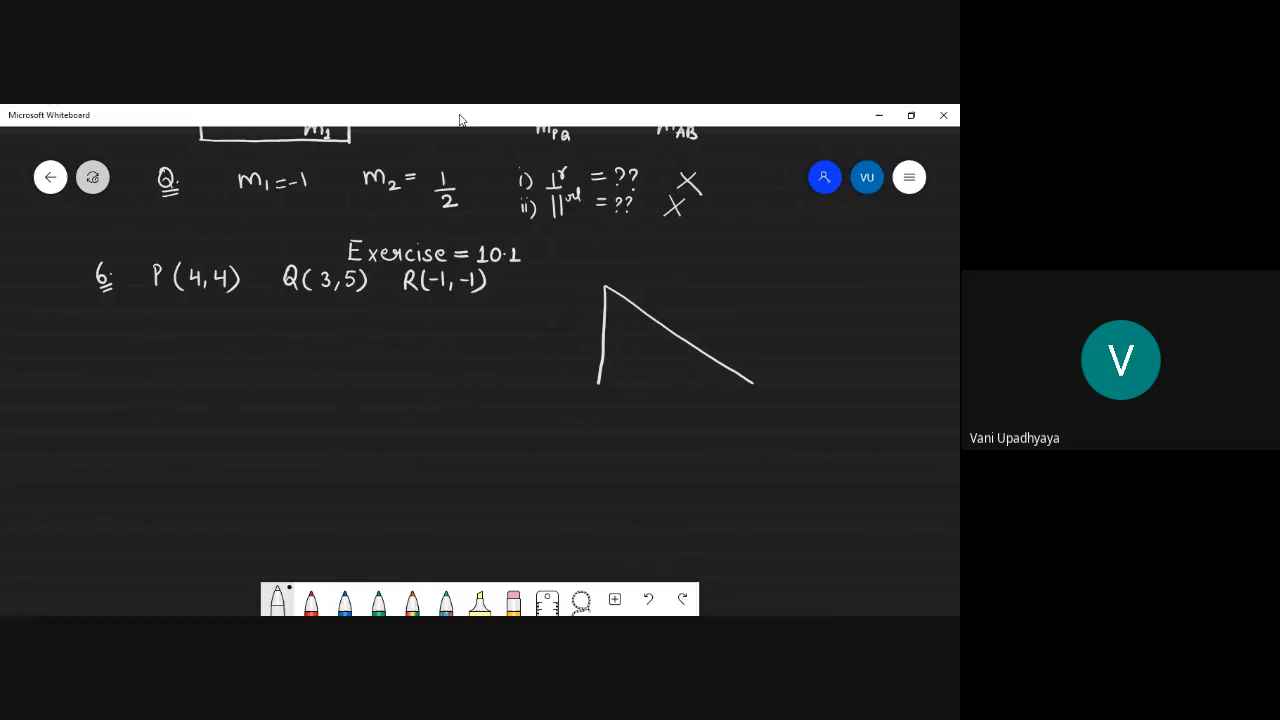 Microsoft Whiteboard
m₁ mPQ mAB
Q. m₁=-1 m₂= 1/2 i) ⊥ʳ = ?? X
ii) ||ᵉˡ = ?? X
VU
Exercise = 10.1
6. P(4,4) Q(3,5) R(-1,-1)
V
Vani Upadhyaya